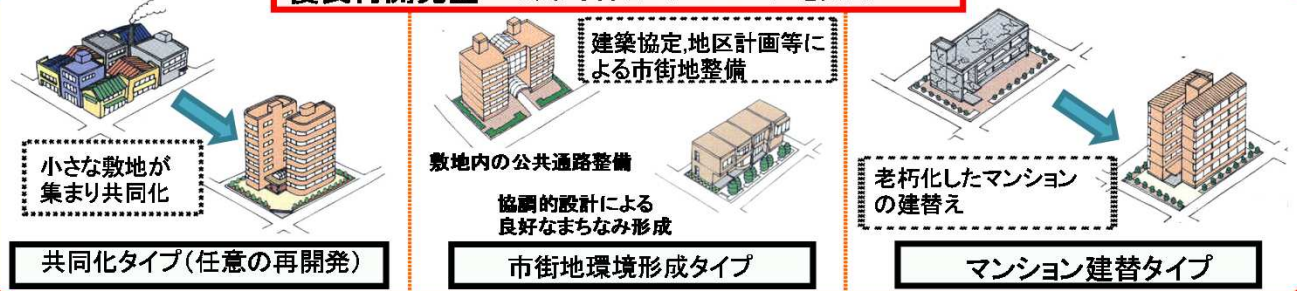 建築協定,地区計画等に
よる市街地整備
小さな敷地が
集まり共同化
敷地内の公共通路整備
協調的設計による
良好なまちなみ形成
老朽化したマンション
の建替え
共同化タイプ(任意の再開発)
市街地環境形成タイプ
マンション建替タイプ